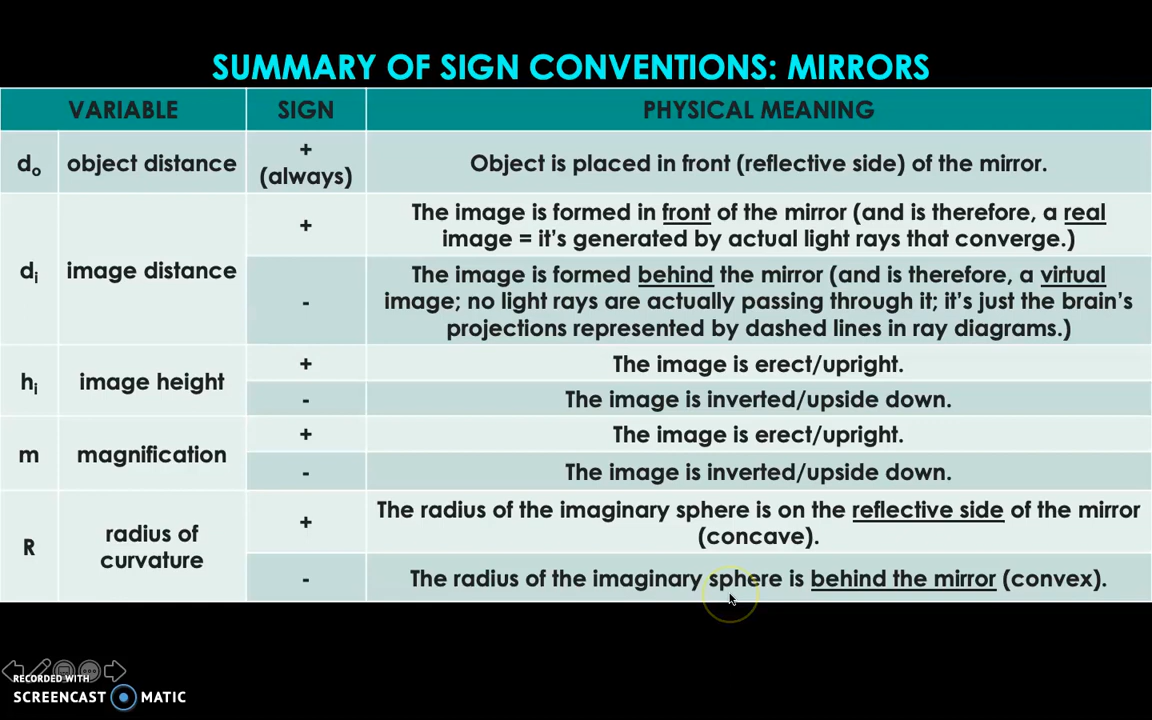 SUMMARY OF SIGN CONVENTIONS: MIRRORS
VARIABLE SIGN PHYSICAL MEANING
do object distance + (always) Object is placed in front (reflective side) of the mirror.
di image distance
+ The image is formed in front of the mirror (and is therefore, a real
image = it's generated by actual light rays that converge.)
- The image is formed behind the mirror (and is therefore, a virtual
image; no light rays are actually passing through it; it's just the brain's
projections represented by dashed lines in ray diagrams.)
hi image height
+ The image is erect/upright.
- The image is inverted/upside down.
m magnification
+ The image is erect/upright.
- The image is inverted/upside down.
R radius of
curvature
+ The radius of the imaginary sphere is on the reflective side of the mirror
(concave).
- The radius of the imaginary sphere is behind the mirror (convex).
RECORDED WITH
SCREENCAST MATIC